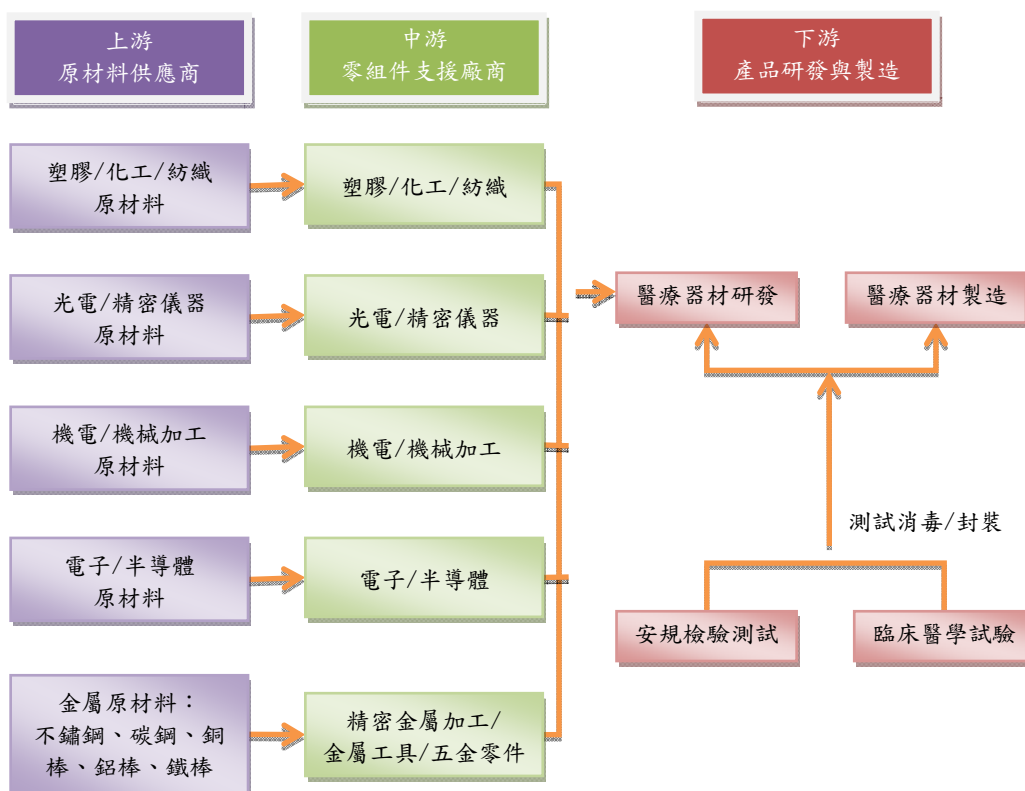 上游
原材料供應商
中游
零組件支援廠商
下游
產品研發與製造
塑膠/化工/紡織
原材料
塑膠/化工/紡織
光電/精密儀器
原材料
光電/精密儀器
醫療器材研發
醫療器材製造
機電/機械加工
原材料
機電/機械加工
測試消毒/封裝
電子/半導體
原材料
電子/半導體
安規檢驗測試
臨床醫學試驗
金屬原材料：
不鏽鋼、碳鋼、銅
棒、鋁棒、鐵棒
精密金屬加工/
金屬工具/五金零件